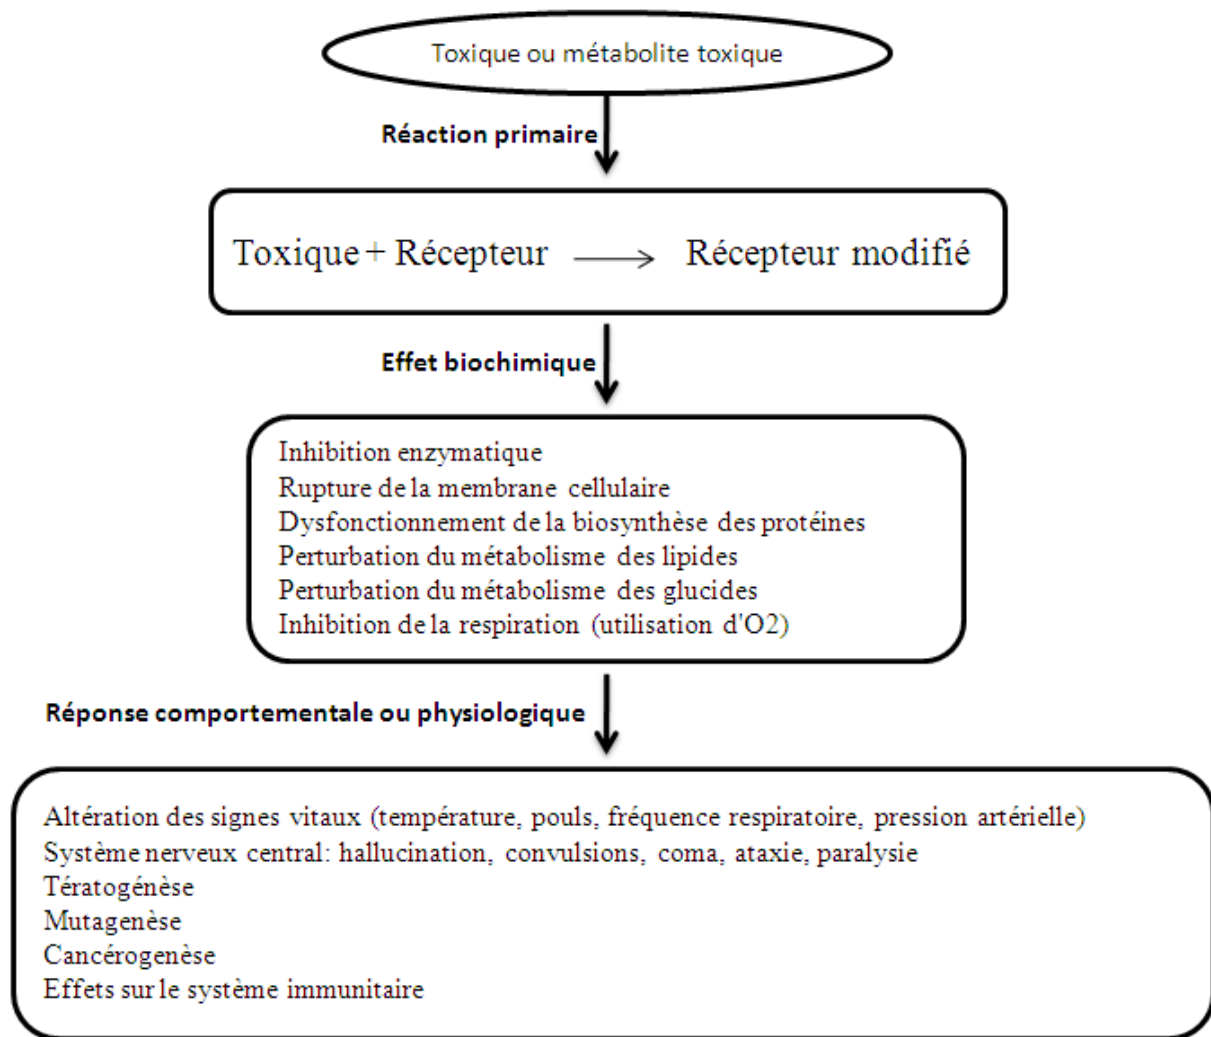 Toxique ou métabolite toxique
Réaction primaire
Toxique + Récepteur ⟶ Récepteur modifié
Effet biochimique
Inhibition enzymatique
Rupture de la membrane cellulaire
Dysfonctionnement de la biosynthèse des protéines
Perturbation du métabolisme des lipides
Perturbation du métabolisme des glucides
Inhibition de la respiration (utilisation d'O2)
Réponse comportementale ou physiologique
Altération des signes vitaux (température, pouls, fréquence respiratoire, pression artérielle)
Système nerveux central: hallucination, convulsions, coma, ataxie, paralysie
Tératogénèse
Mutagenèse
Cancérogenèse
Effets sur le système immunitaire